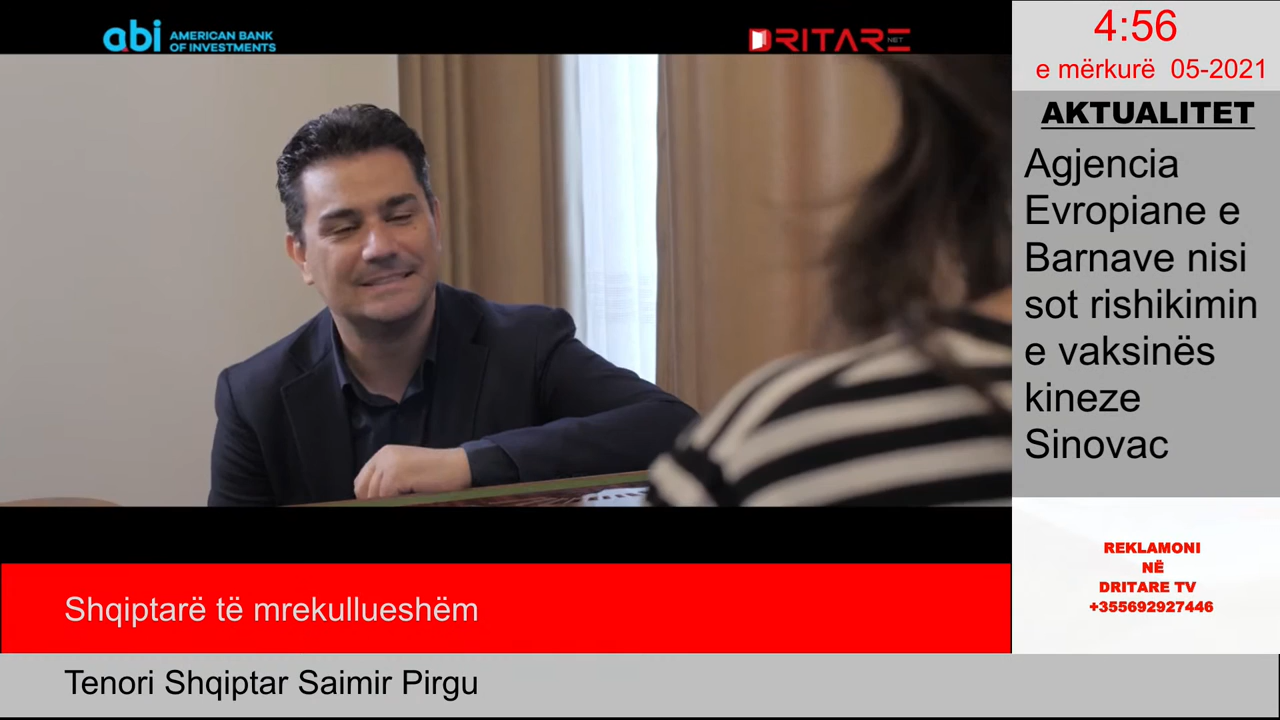 abi AMERICAN BANK
OF INVESTMENTS
DRITARE
NET
4:56
e mërkurë 05-2021
AKTUALITET
Agjencia
Evropiane e
Barnave nisi
sot rishikimin
e vaksinës
kineze
Sinovac
REKLAMONI
NË
DRITARE TV
+355692927446
Shqiptarë të mrekullueshëm
Tenori Shqiptar Saimir Pirgu